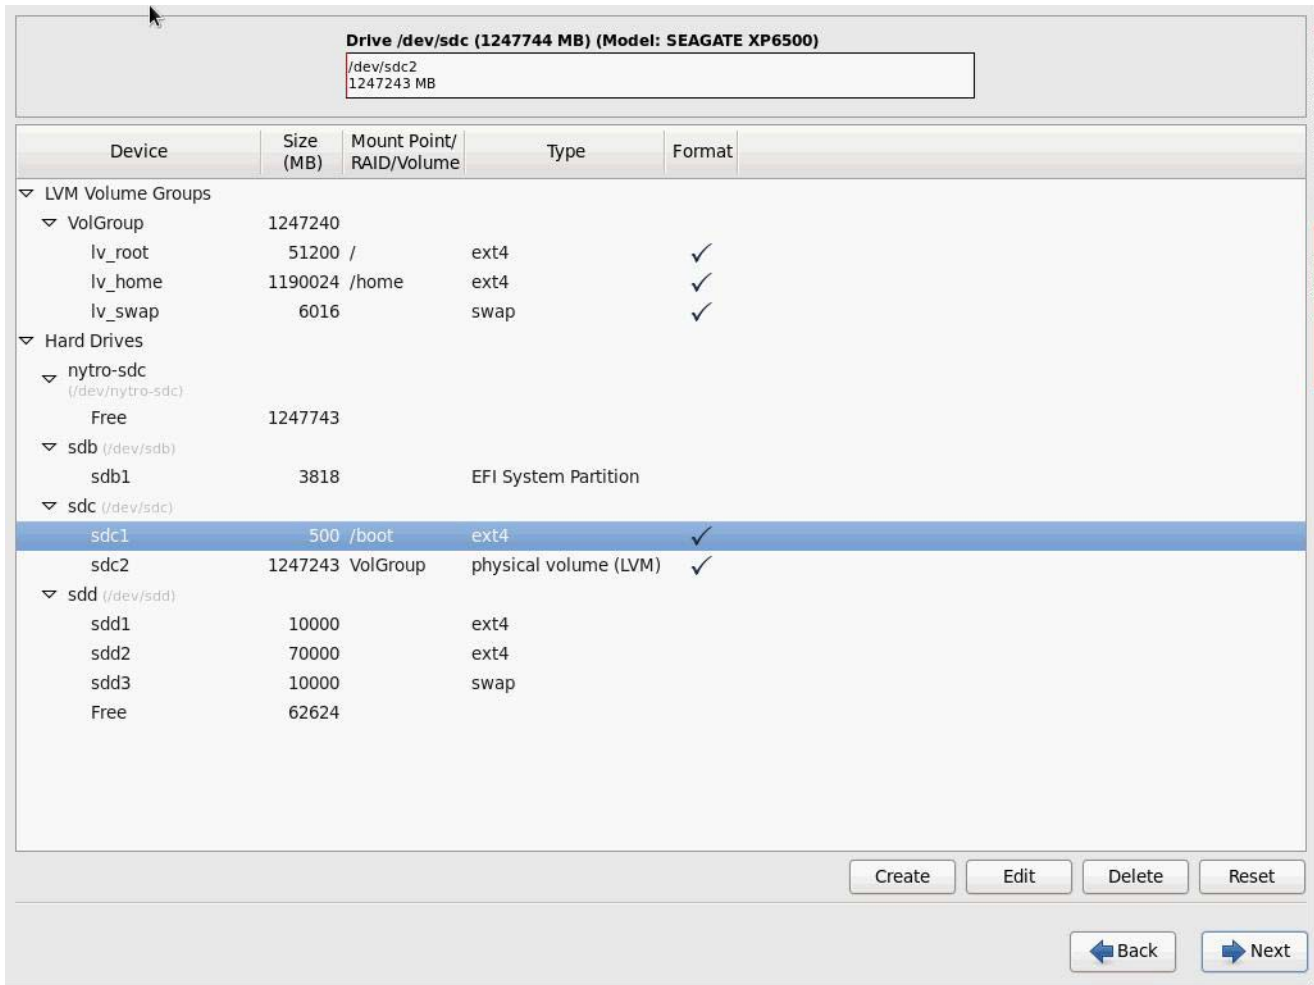 Drive /dev/sdc (1247744 MB) (Model: SEAGATE XP6500)
/dev/sdc2
1247243 MB
Device Size (MB) Mount Point/ RAID/Volume Type Format
LVM Volume Groups
VolGroup 1247240
lv_root 51200 / ext4
lv_home 1190024 /home ext4
lv_swap 6016 swap
Hard Drives
nytro-sdc
(/dev/nytro-sdc)
Free 1247743
sdb (/dev/sdb)
sdb1 3818 EFI System Partition
sdc (/dev/sdc)
sdc1 500 /boot ext4
sdc2 1247243 VolGroup physical volume (LVM)
sdd (/dev/sdd)
sdd1 10000 ext4
sdd2 70000 ext4
sdd3 10000 swap
Free 62624
Create Edit Delete Reset
Back Next